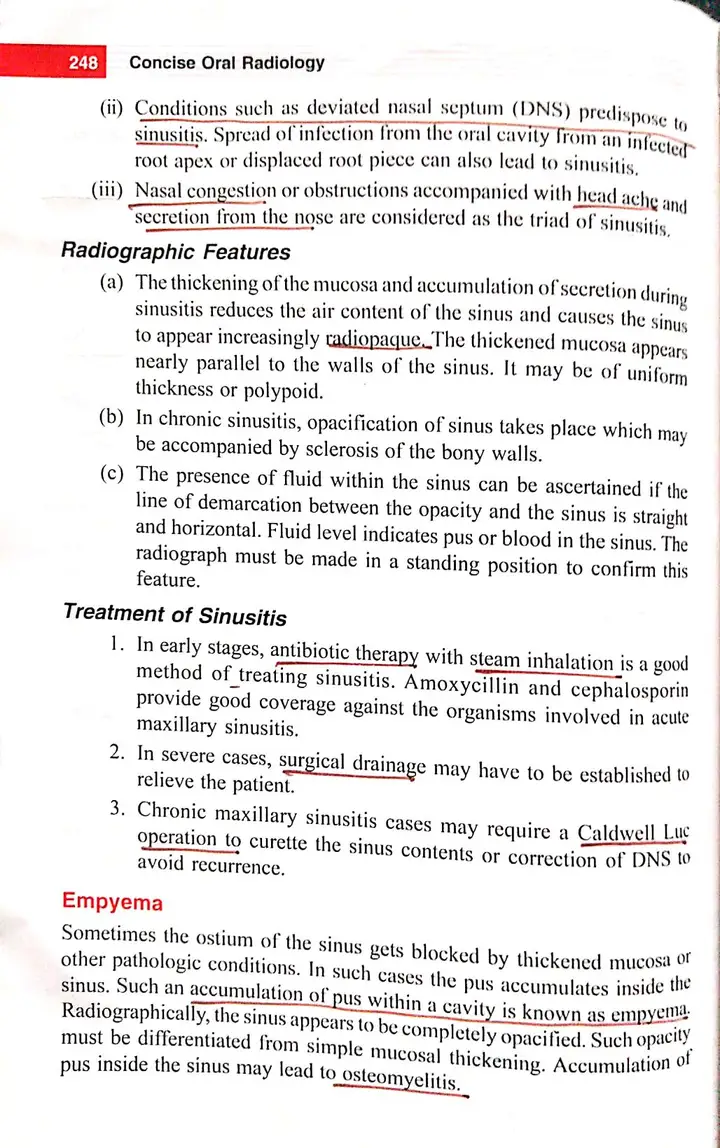 248 Concise Oral Radiology
(ii) Conditions such as deviated nasal septum (DNS) predispose to
sinusitis. Spread of infection from the oral cavity from an infected
root apex or displaced root piece can also lead to sinusitis.
(iii) Nasal congestion or obstructions accompanied with head ache and
secretion from the nose are considered as the triad of sinusitis.
Radiographic Features
(a) The thickening of the mucosa and accumulation of secretion during
sinusitis reduces the air content of the sinus and causes the sinus
to appear increasingly radiopaque. The thickened mucosa appears
nearly parallel to the walls of the sinus. It may be of uniform
thickness or polypoid.
(b) In chronic sinusitis, opacification of sinus takes place which may
be accompanied by sclerosis of the bony walls.
(c) The presence of fluid within the sinus can be ascertained if the
line of demarcation between the opacity and the sinus is straight
and horizontal. Fluid level indicates pus or blood in the sinus. The
radiograph must be made in a standing position to confirm this
feature.
Treatment of Sinusitis
1. In early stages, antibiotic therapy with steam inhalation is a good
method of treating sinusitis. Amoxycillin and cephalosporin
provide good coverage against the organisms involved in acute
maxillary sinusitis.
2. In severe cases, surgical drainage may have to be established to
relieve the patient.
3. Chronic maxillary sinusitis cases may require a Caldwell Luc
operation to curette the sinus contents or correction of DNS to
avoid recurrence.
Empyema
Sometimes the ostium of the sinus gets blocked by thickened mucosa or
other pathologic conditions. In such cases the pus accumulates inside the
sinus. Such an accumulation of pus within a cavity is known as empyema.
Radiographically, the sinus appears to be completely opacified. Such opacity
must be differentiated from simple mucosal thickening. Accumulation of
pus inside the sinus may lead to osteomyelitis.